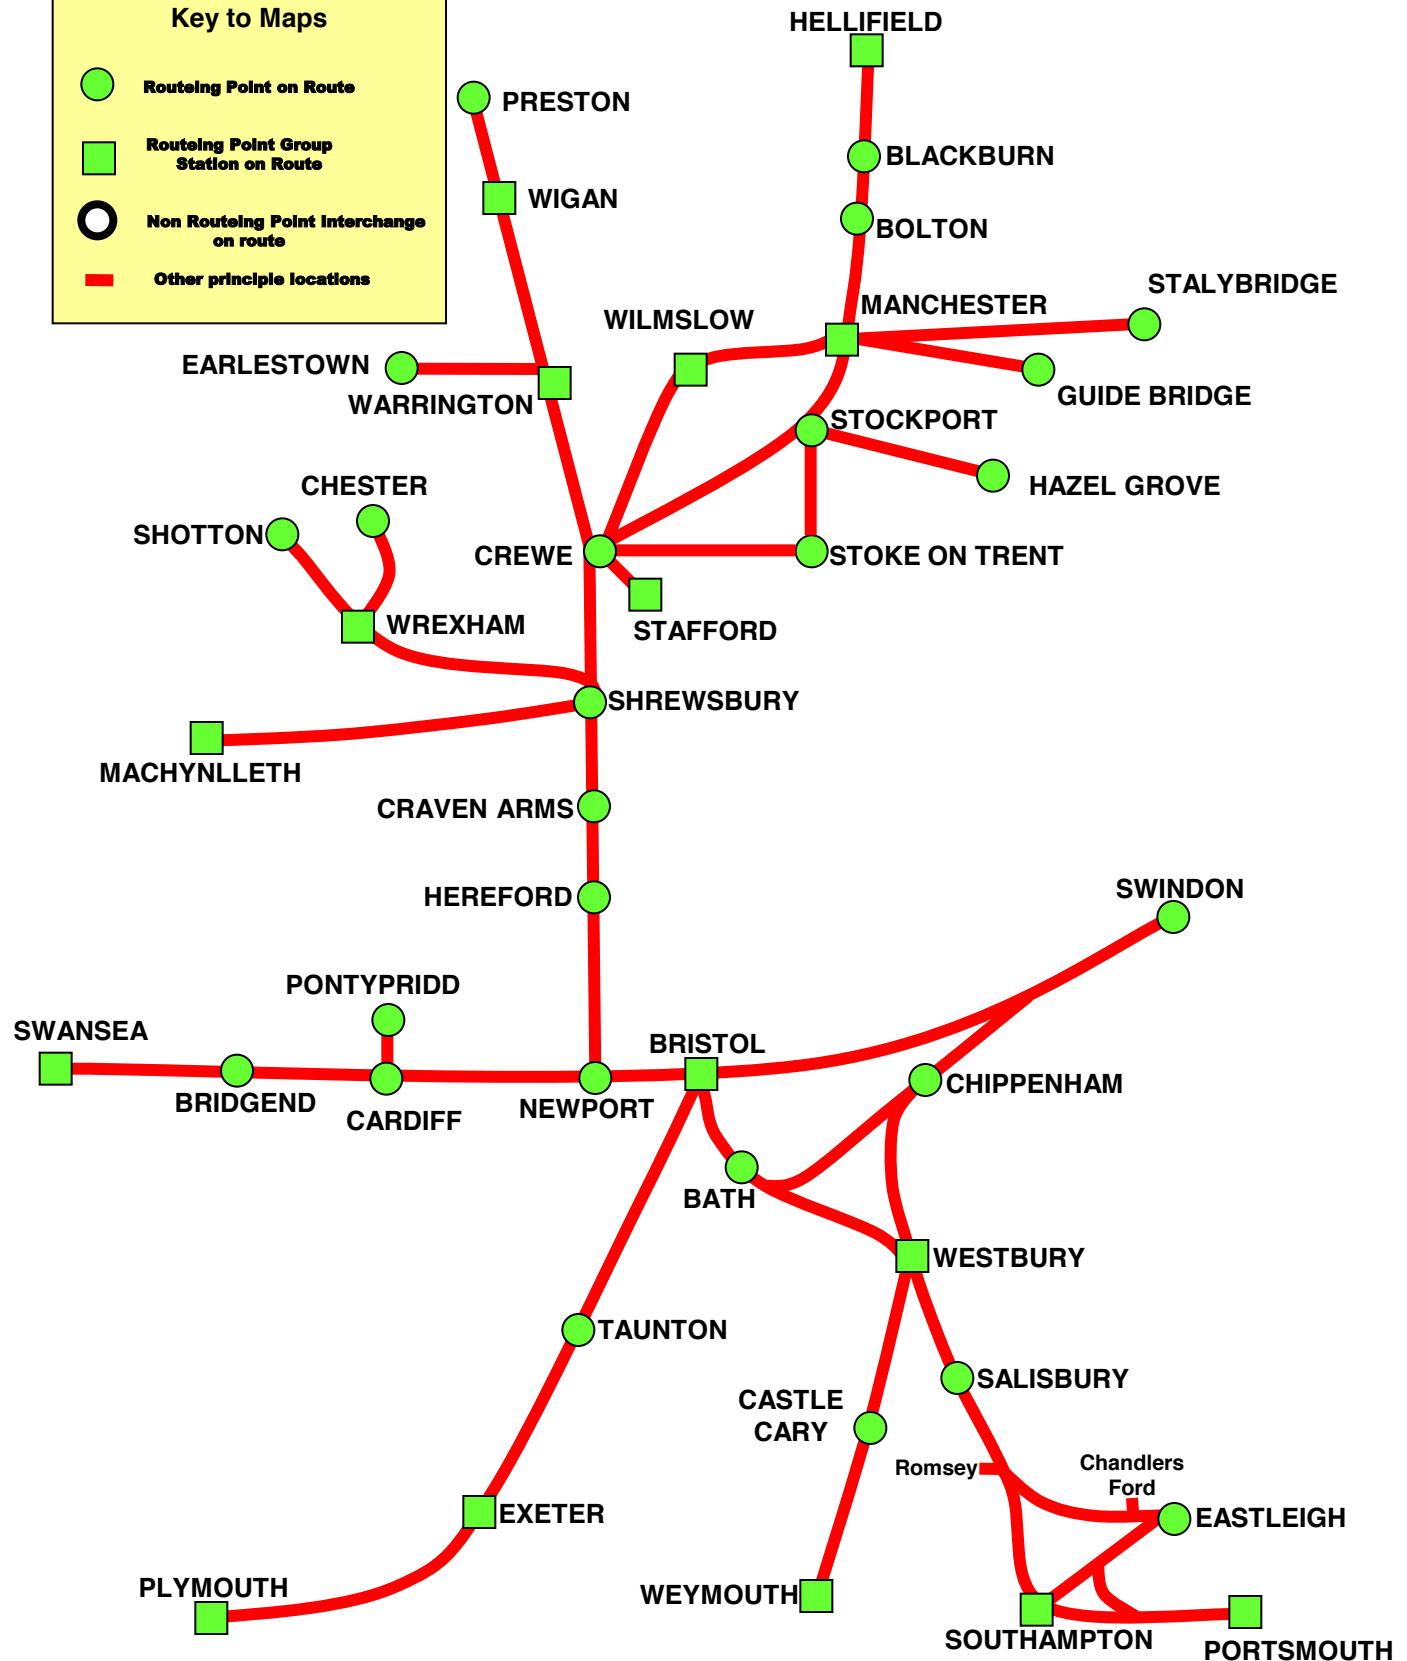 Key to Maps
Routeing Point on Route
Routeing Point Group
Station on Route
Non Routeing Point Interchange
on route
Other principle locations
HELLIFIELD
PRESTON
BLACKBURN
WIGAN
BOLTON
STALYBRIDGE
MANCHESTER
WILMSLOW
EARLESTOWN
GUIDE BRIDGE
WARRINGTON
STOCKPORT
CHESTER
HAZEL GROVE
SHOTTON
CREWE
STOKE ON TRENT
WREXHAM
STAFFORD
SHREWSBURY
MACHYNLLETH
CRAVEN ARMS
SWINDON
HEREFORD
PONTYPRIDD
SWANSEA
BRISTOL
CHIPPENHAM
BRIDGEND
NEWPORT
CARDIFF
BATH
WESTBURY
TAUNTON
SALISBURY
CASTLE
CARY
Romsey
Chandlers
Ford
EXETER
EASTLEIGH
PLYMOUTH
WEYMOUTH
SOUTHAMPTON
PORTSMOUTH